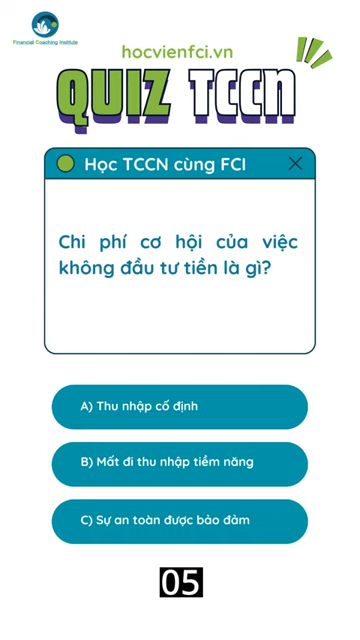 Financial Coaching Institute
hocvienfci.vn
QUIZ TCCN
Học TCCN cùng FCI
Chi phí cơ hội của việc
không đầu tư tiền là gì?
A) Thu nhập cố định
B) Mất đi thu nhập tiềm năng
C) Sự an toàn được bảo đảm
05